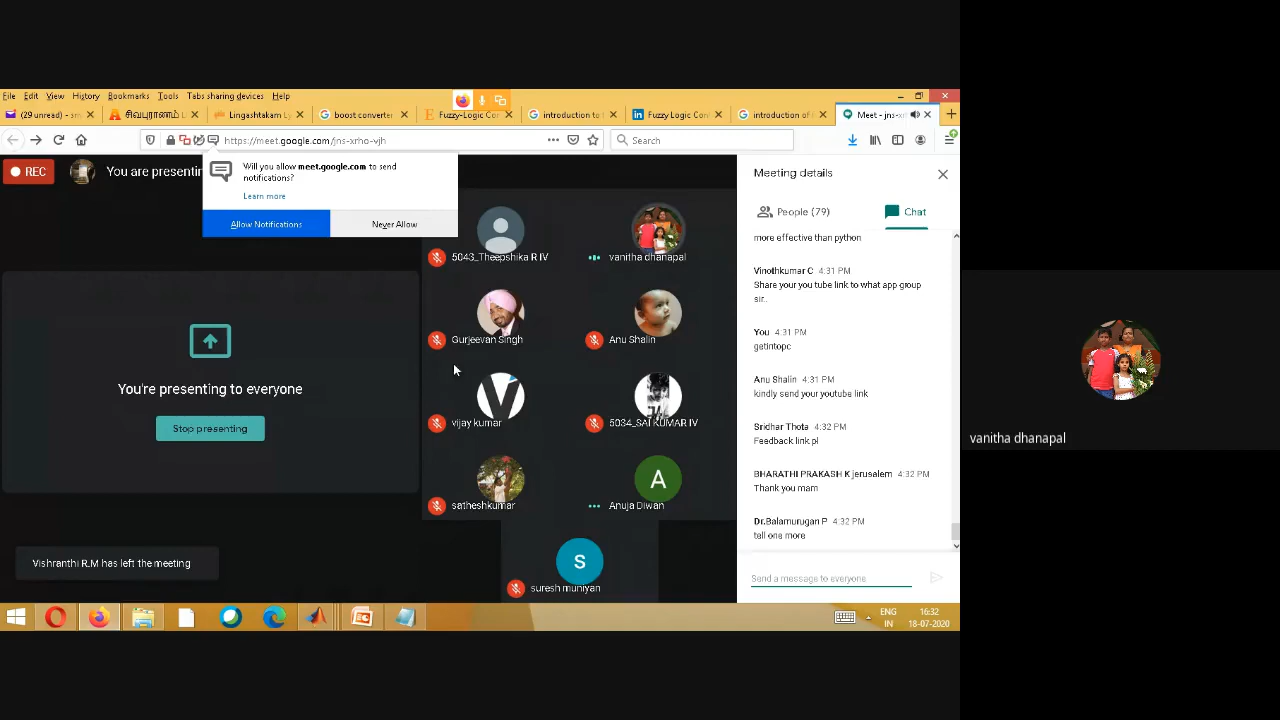 File Edit View History Bookmarks Tools Tabs sharing devices Help
(29 unread) - sm
சிவபுராணம்
Lingashtakam Ly
boost converter
Fuzzy-Logic Co
introduction to f
Fuzzy Logic Con
introduction of
Meet - jns-xr
https://meet.google.com/jns-xrho-vjh
Search
REC
You are presentin
Will you allow meet.google.com to send
notifications?
Learn more
Allow Notifications
Never Allow
You're presenting to everyone
Stop presenting
Vishranthi R.M has left the meeting
5043_Theepshika R IV
vanitha dhanapal
Gurjeevan Singh
Anu Shalin
vijay kumar
5034_SAI KUMAR IV
satheshkumar
A
Anuja Diwan
S
suresh muniyan
Meeting details
People (79)
Chat
more effective than python
Vinothkumar C 4:31 PM
Share your you tube link to what app group
sir..
You 4:31 PM
getintopc
Anu Shalin 4:31 PM
kindly send your youtube link
Sridhar Thota 4:32 PM
Feedback link.pl
BHARATHI PRAKASH K jerusalem 4:32 PM
Thank you mam
Dr.Balamurugan P 4:32 PM
tell one more
Send a message to everyone
ENG
IN
16:32
18-07-2020
vanitha dhanapal